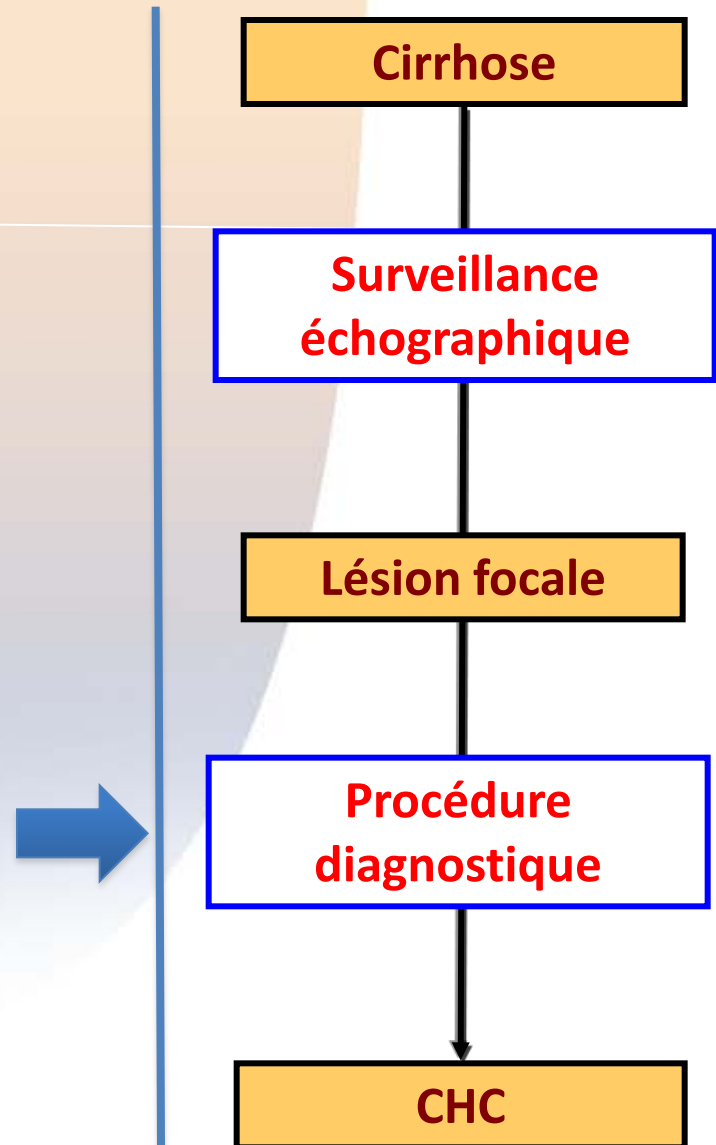 Cirrhose
Surveillance
échographique
Lésion focale
Procédure
diagnostique
CHC